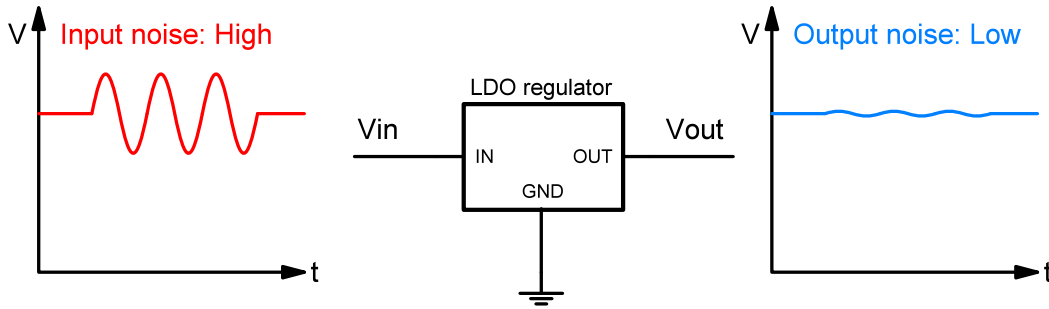 V
Input noise: High
t
Vin
LDO regulator
IN
OUT
GND
Vout
V
Output noise: Low
t